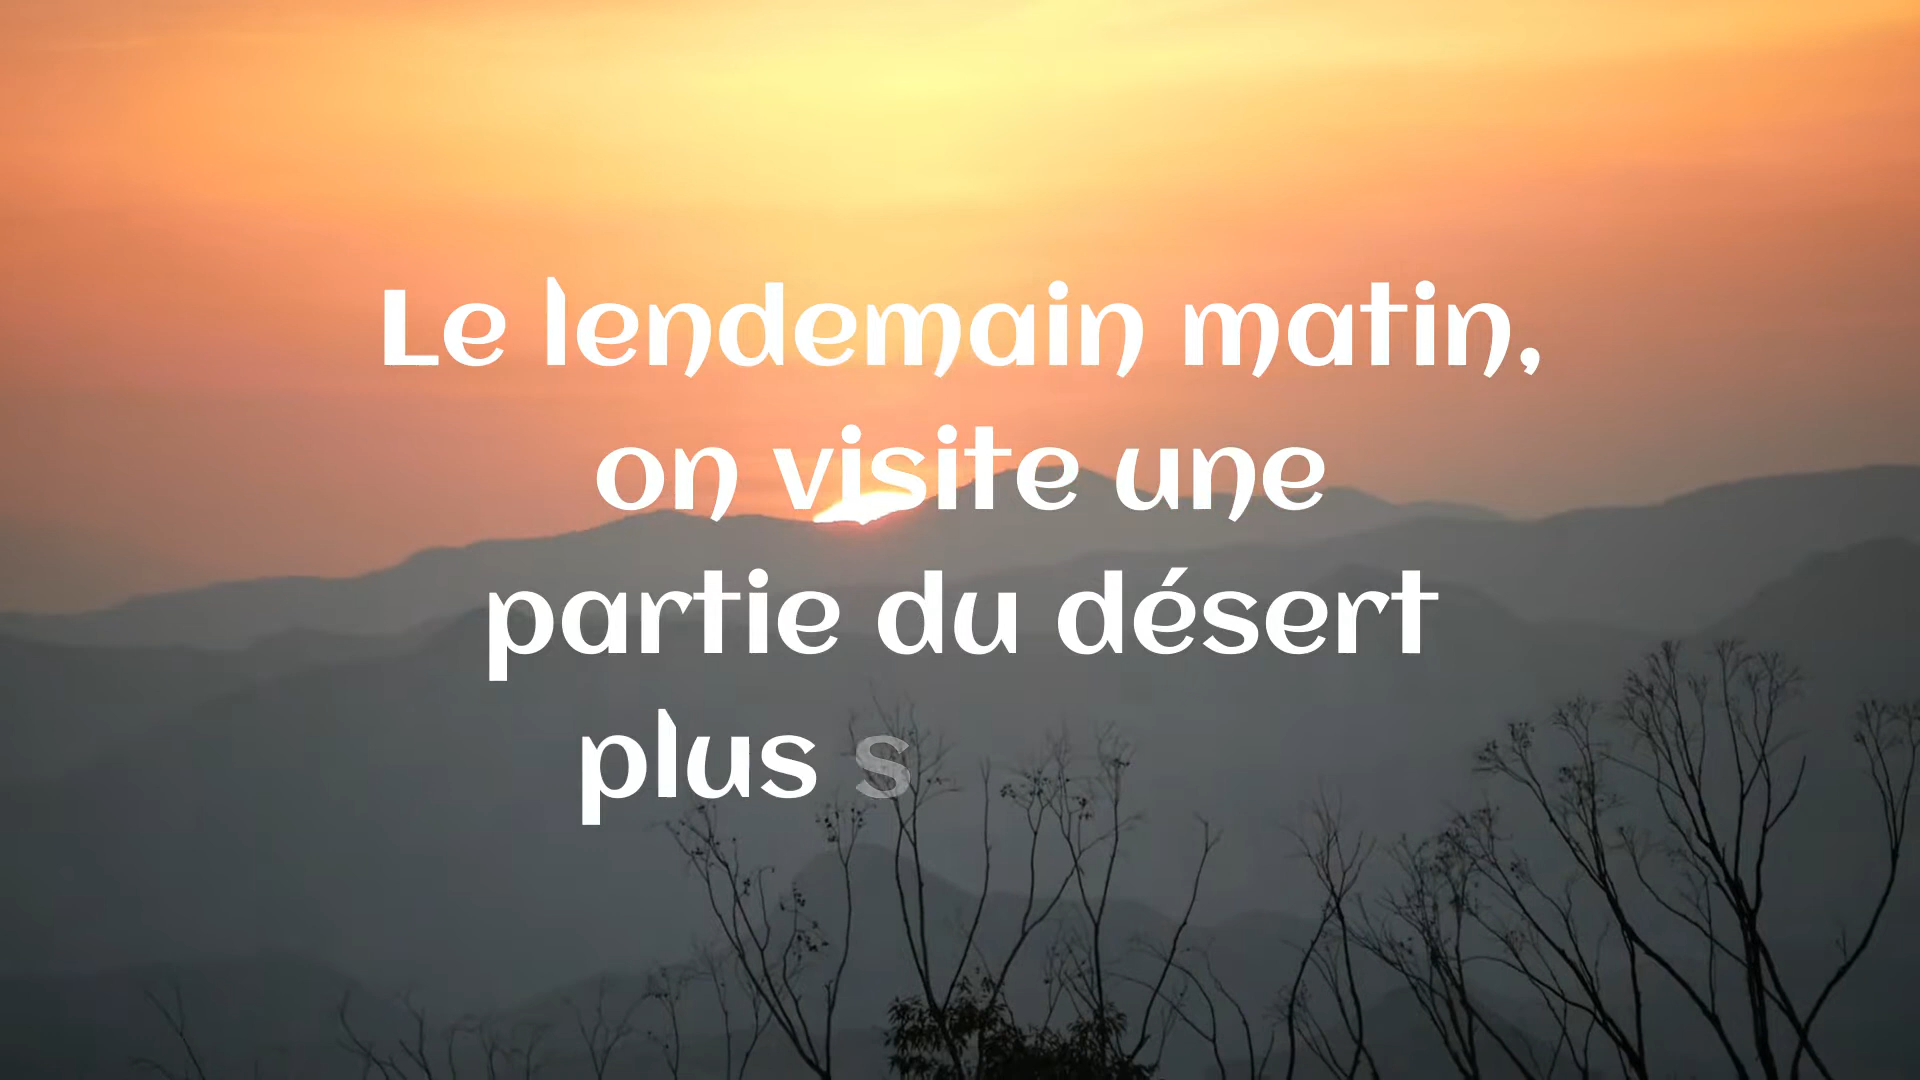 Le lendemain matin,
on visite une
partie du désert
plus s